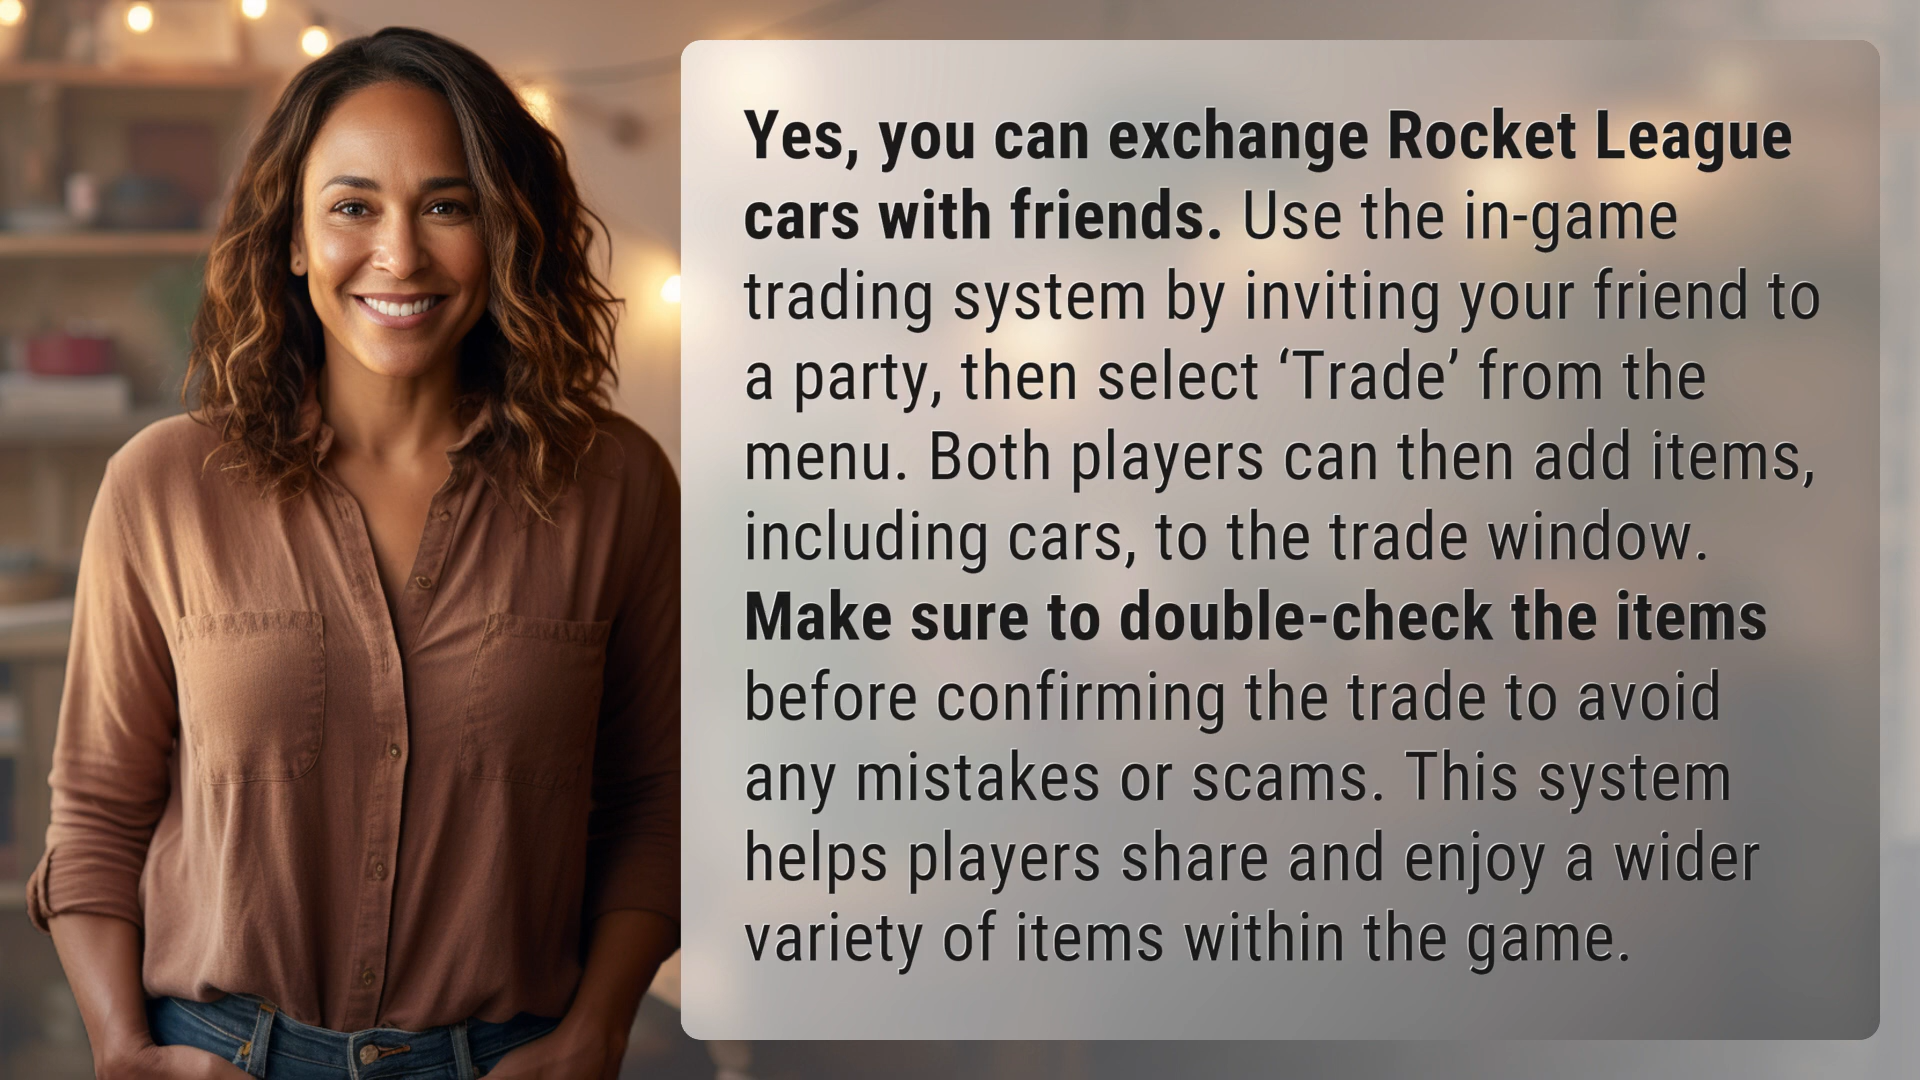 Yes, you can exchange Rocket League
cars with friends. Use the in-game
trading system by inviting your friend to
a party, then select ‘Trade’ from the
menu. Both players can then add items,
including cars, to the trade window.
Make sure to double-check the items
before confirming the trade to avoid
any mistakes or scams. This system
helps players share and enjoy a wider
variety of items within the game.